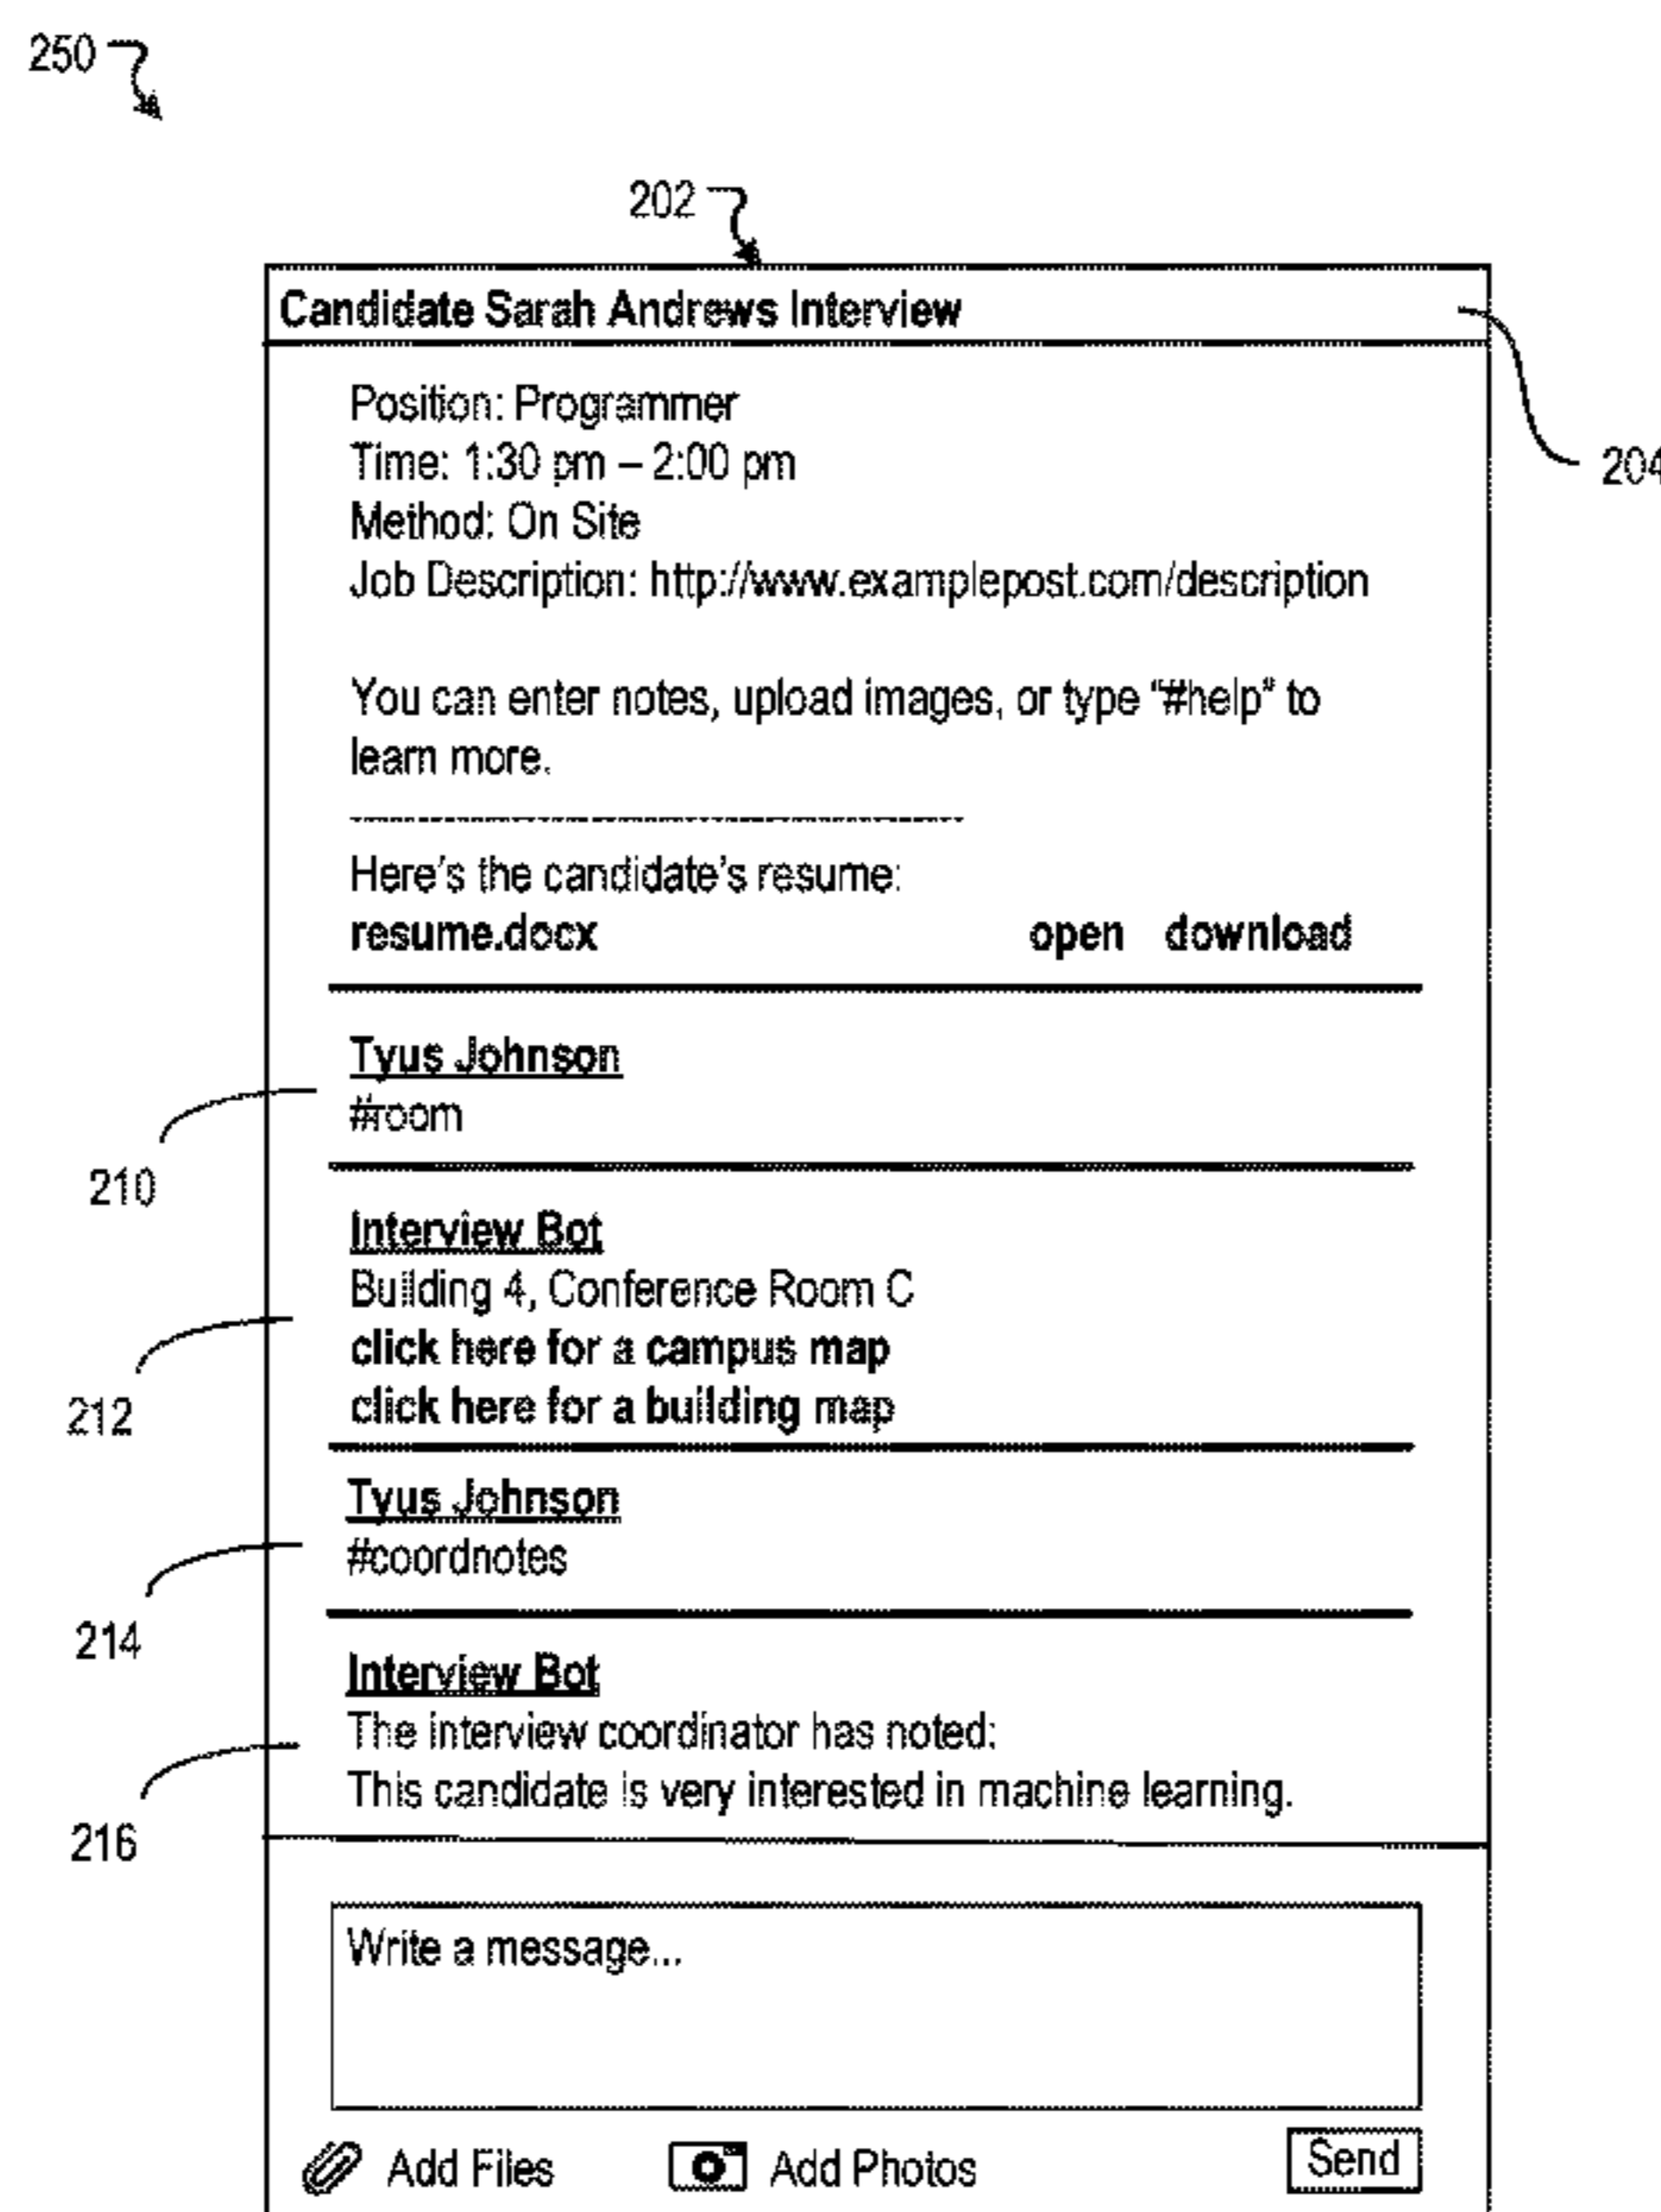 250
202
Candidate Sarah Andrews Interview
204
Position: Programmer
Time: 1:30 pm – 2:00 pm
Method: On Site
Job Description: http://www.examplepost.com/description
You can enter notes, upload images, or type "#help" to
learn more.
--------------------------------------------------
Here's the candidate's resume:
resume.docx open download
Tyus Johnson
#room
210
Interview Bot
Building 4, Conference Room C
click here for a campus map
click here for a building map
212
Tyus Johnson
#coordnotes
214
Interview Bot
The interview coordinator has noted:
This candidate is very interested in machine learning.
216
Write a message...
Add Files Add Photos Send